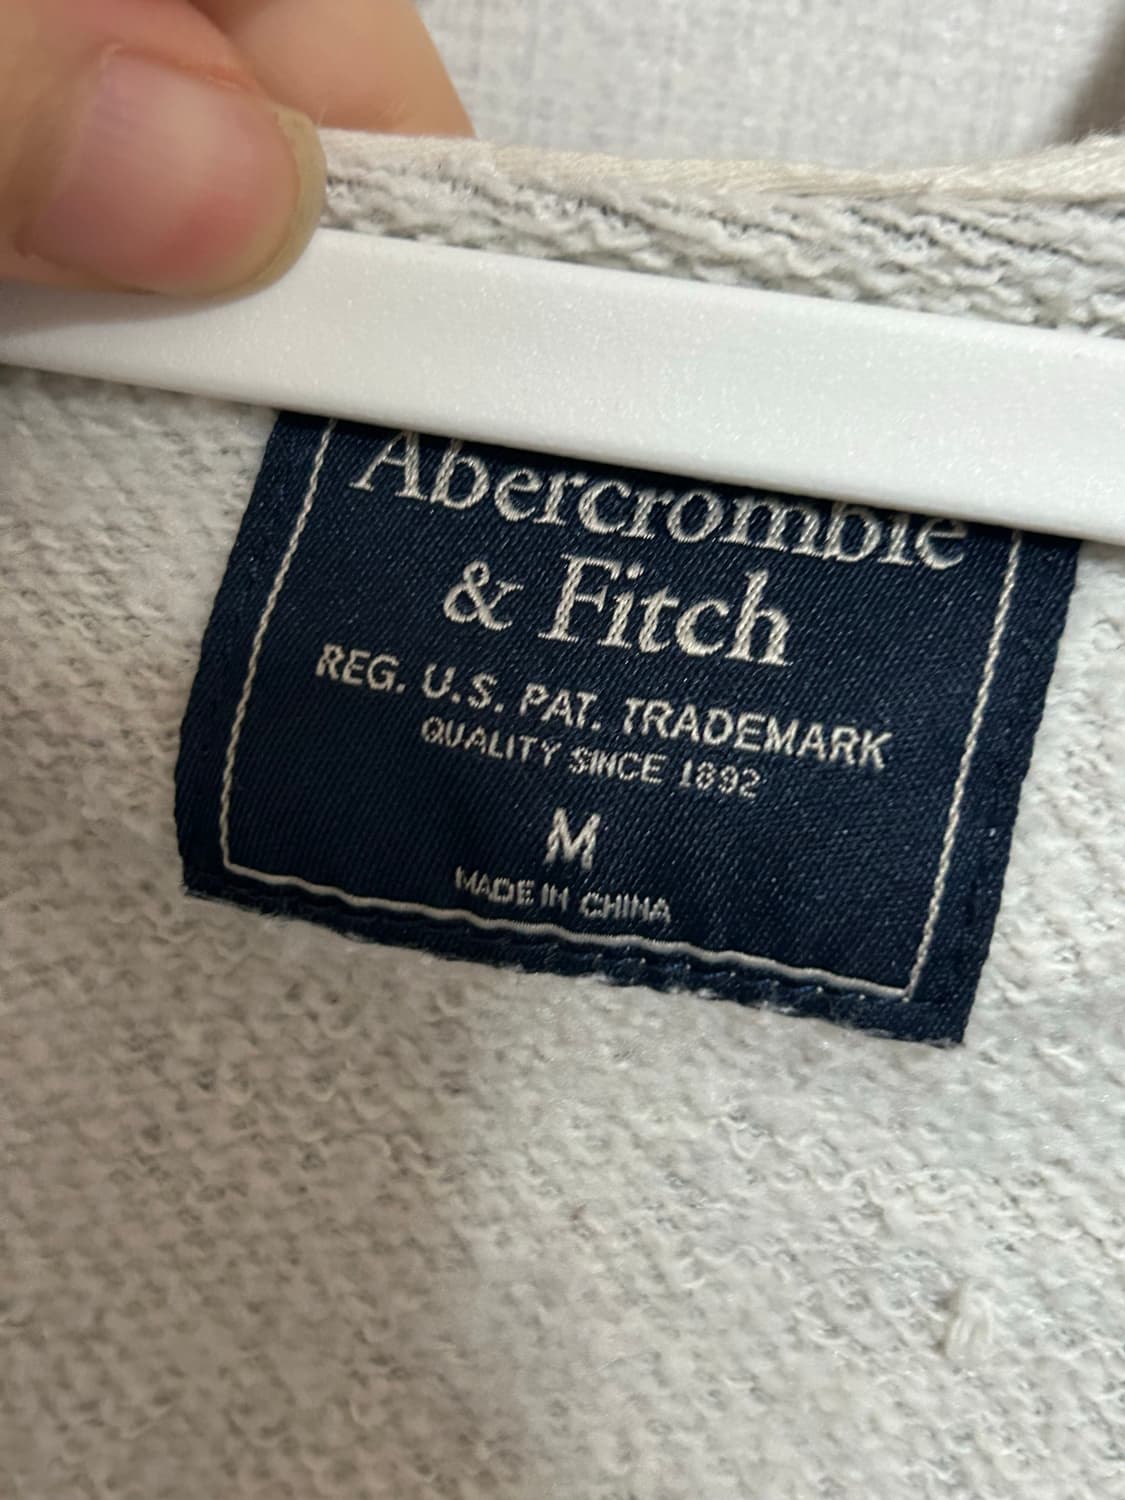 Abercrombie
& Fitch
REG. U.S. PAT. TRADEMARK
QUALITY SINCE 1892
M
MADE IN CHINA